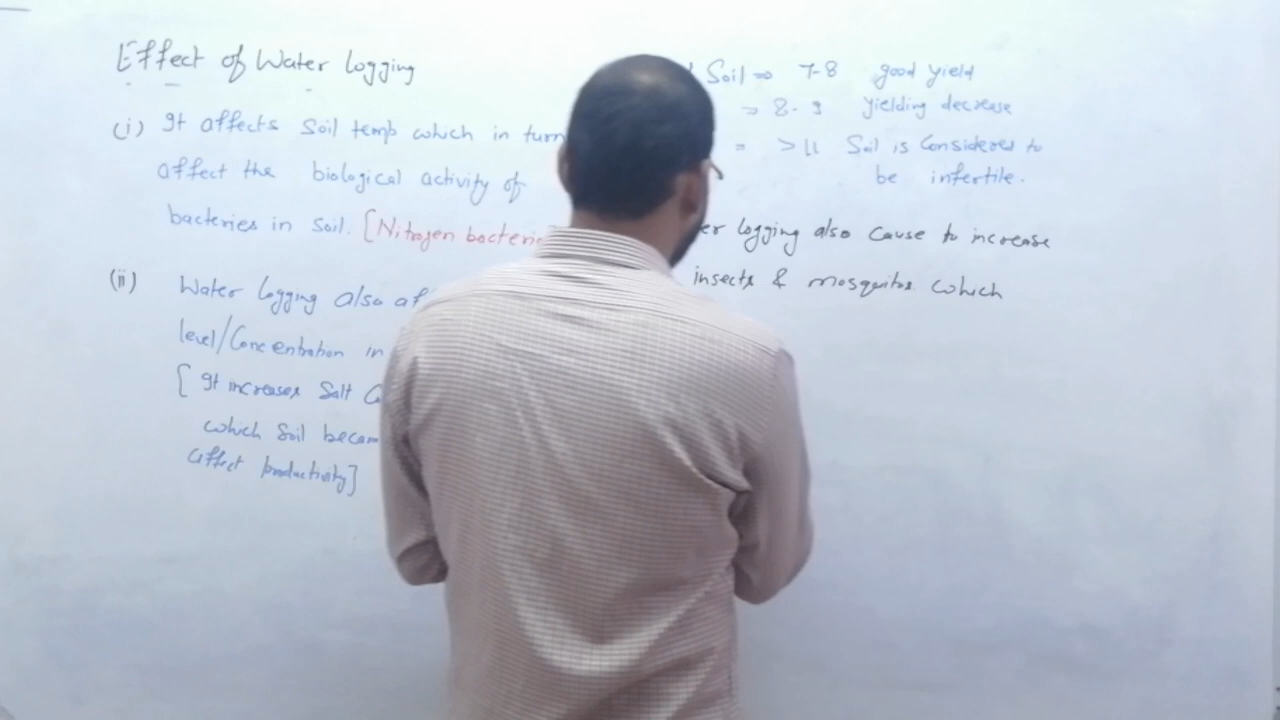 Effect of Water logging
(i) It affects Soil temp which in turn
affect the biological activity of
bacteries in Soil. [Nitrogen bacterie
(ii) Water logging also af
level/Concentration in
[ It increases Salt C
which Soil becam
affect productivity]
Soil => 7-8 good yield
=> 8-9 yielding decrease
= >11 Soil is Considered to
be infertile.
er logging also cause to increase
insects & mosquitos which